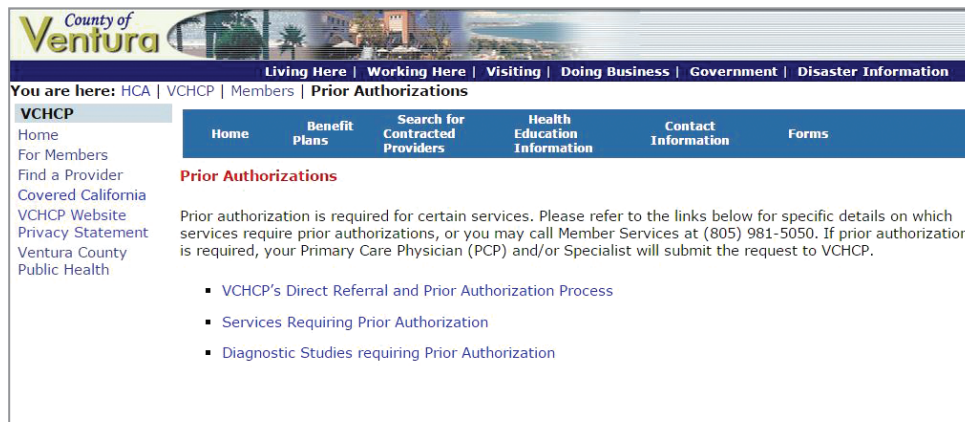 County of
Ventura
Living Here | Working Here | Visiting | Doing Business | Government | Disaster Information
You are here: HCA | VCHCP | Members | Prior Authorizations
VCHCP
Home
For Members
Find a Provider
Covered California
VCHCP Website
Privacy Statement
Ventura County
Public Health
Home
Benefit
Plans
Search for
Contracted
Providers
Health
Education
Information
Contact
Information
Forms
Prior Authorizations
Prior authorization is required for certain services. Please refer to the links below for specific details on which
services require prior authorizations, or you may call Member Services at (805) 981-5050. If prior authorization
is required, your Primary Care Physician (PCP) and/or Specialist will submit the request to VCHCP.
▪ VCHCP's Direct Referral and Prior Authorization Process
▪ Services Requiring Prior Authorization
▪ Diagnostic Studies requiring Prior Authorization